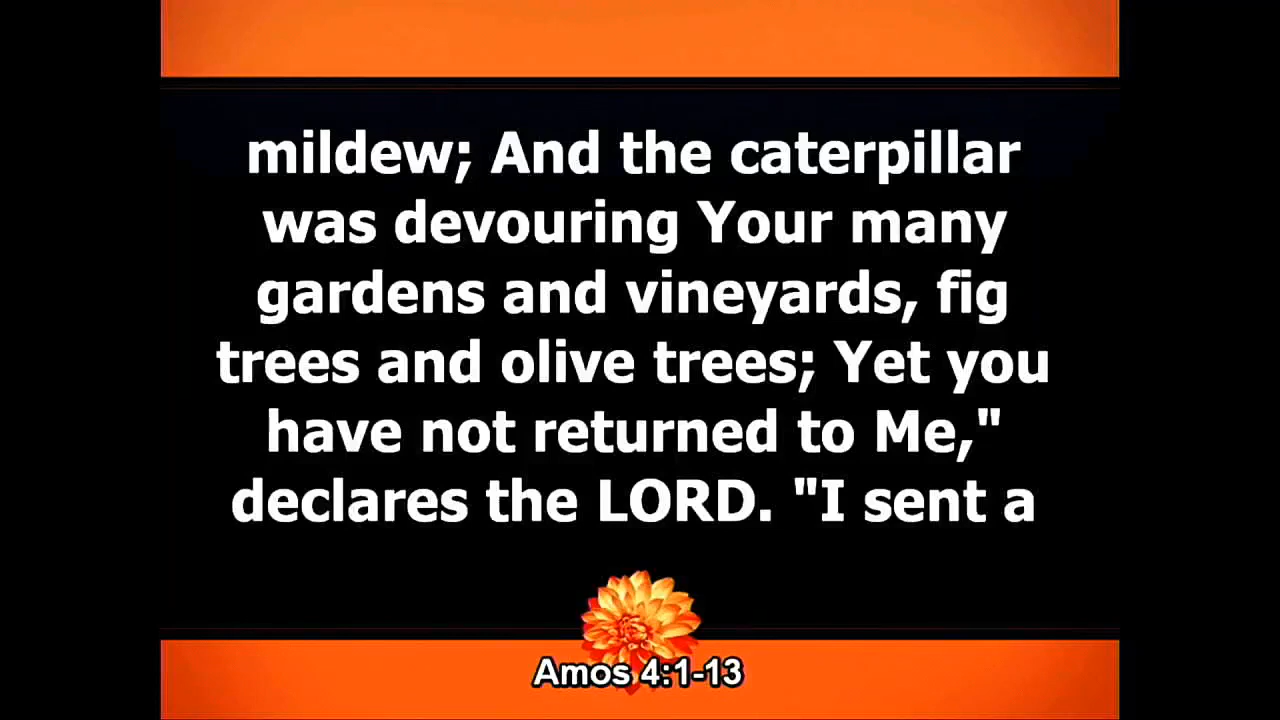 mildew; And the caterpillar
was devouring Your many
gardens and vineyards, fig
trees and olive trees; Yet you
have not returned to Me,"
declares the LORD. "I sent a
Amos 4:1-13